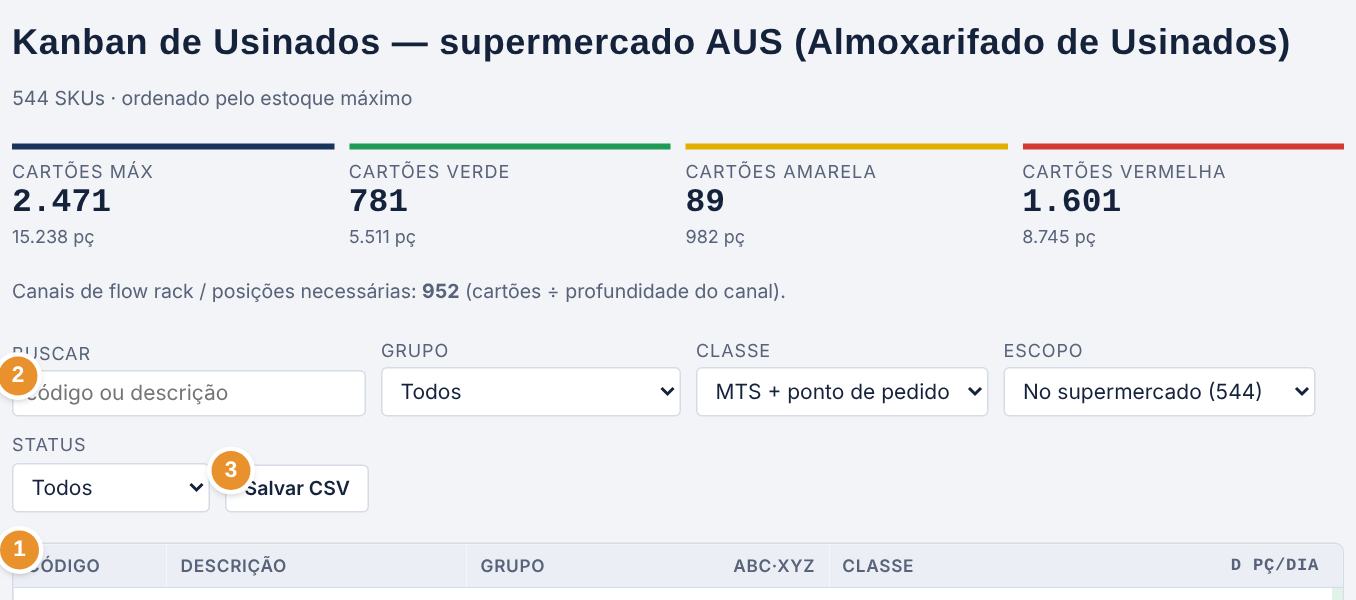 Kanban de Usinados — supermercado AUS (Almoxarifado de Usinados)
544 SKUs · ordenado pelo estoque máximo
CARTÕES MÁX CARTÕES VERDE CARTÕES AMARELA CARTÕES VERMELHA
2.471 781 89 1.601
15.238 pç 5.511 pç 982 pç 8.745 pç
Canais de flow rack / posições necessárias: 952 (cartões ÷ profundidade do canal).
BUSCAR GRUPO CLASSE ESCOPO
2 código ou descrição Todos MTS + ponto de pedido No supermercado (544)
STATUS
Todos 3 Salvar CSV
1 CÓDIGO DESCRIÇÃO GRUPO ABC·XYZ CLASSE D PÇ/DIA